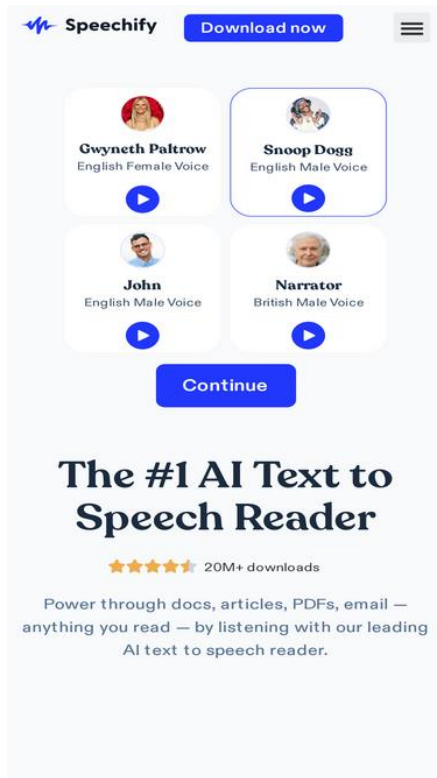 Speechify
Download now
Gwyneth Paltrow
English Female Voice
Snoop Dogg
English Male Voice
John
English Male Voice
Narrator
British Male Voice
Continue
The #1 AI Text to
Speech Reader
20M+ downloads
Power through docs, articles, PDFs, email —
anything you read — by listening with our leading
AI text to speech reader.